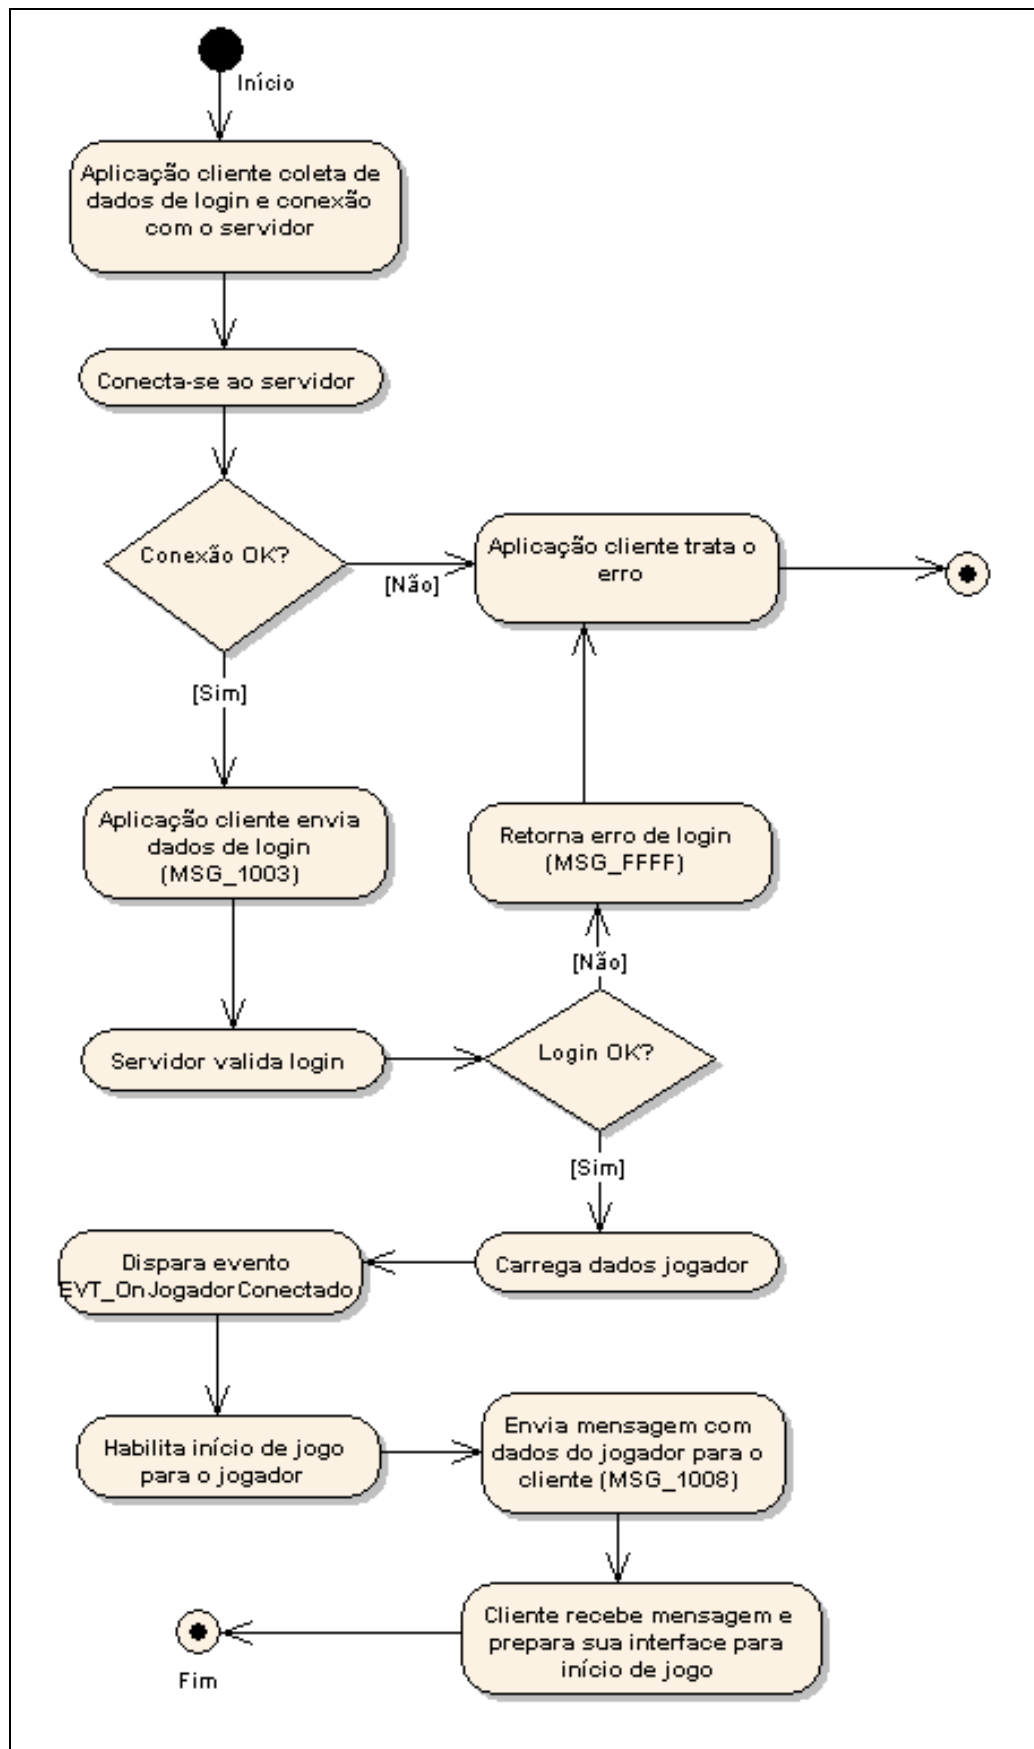 Início
Aplicação cliente coleta de
dados de login e conexão
com o servidor
Conecta-se ao servidor
Conexão OK?
[Não]
Aplicação cliente trata o
erro
[Sim]
Aplicação cliente envia
dados de login
(MSG_1003)
Retorna erro de login
(MSG_FFFF)
[Não]
Servidor valida login
Login OK?
[Sim]
Carrega dados jogador
Dispara evento
EVT_OnJogadorConectado
Habilita início de jogo
para o jogador
Envia mensagem com
dados do jogador para o
cliente (MSG_1008)
Cliente recebe mensagem e
prepara sua interface para
início de jogo
Fim